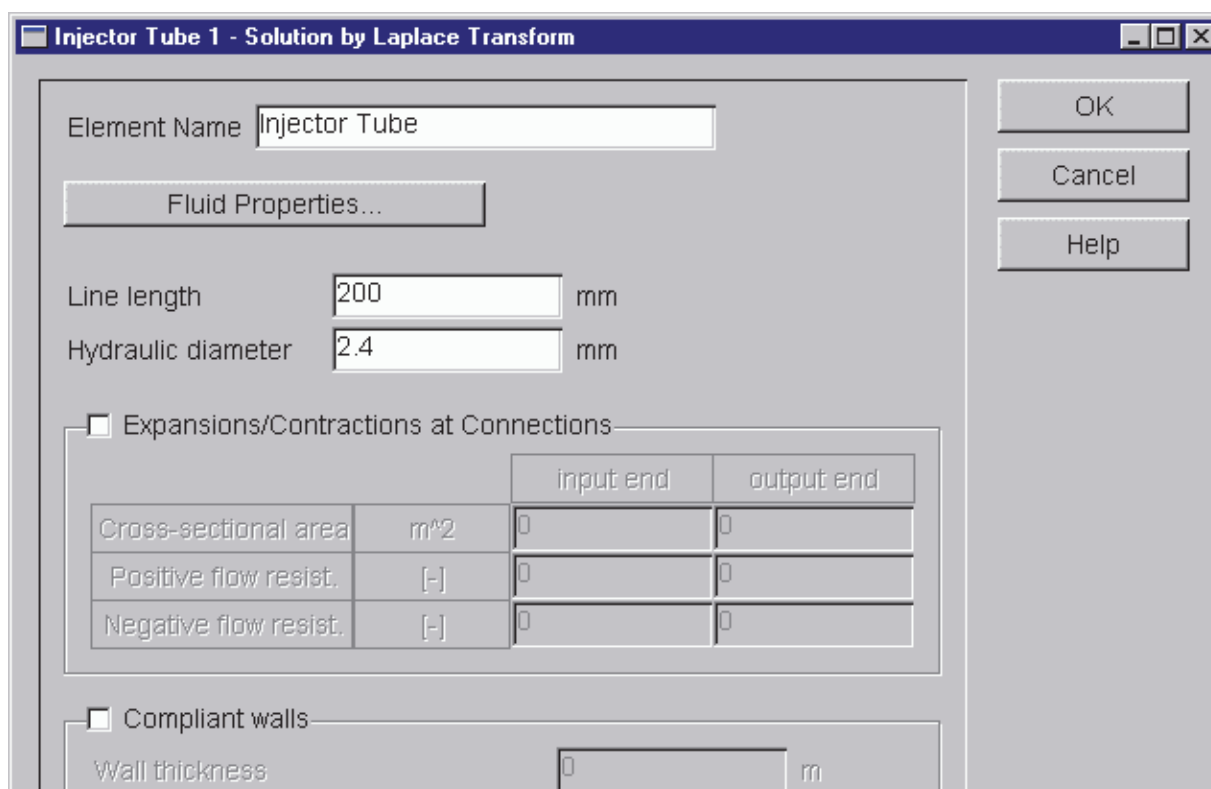 Injector Tube 1 - Solution by Laplace Transform
Element Name Injector Tube
OK
Fluid Properties...
Cancel
Help
Line length 200 mm
Hydraulic diameter 2.4 mm
Expansions/Contractions at Connections
input end output end
Cross-sectional area m^2 0 0
Positive flow resist. [-] 0 0
Negative flow resist. [-] 0 0
Compliant walls
Wall thickness 0 m